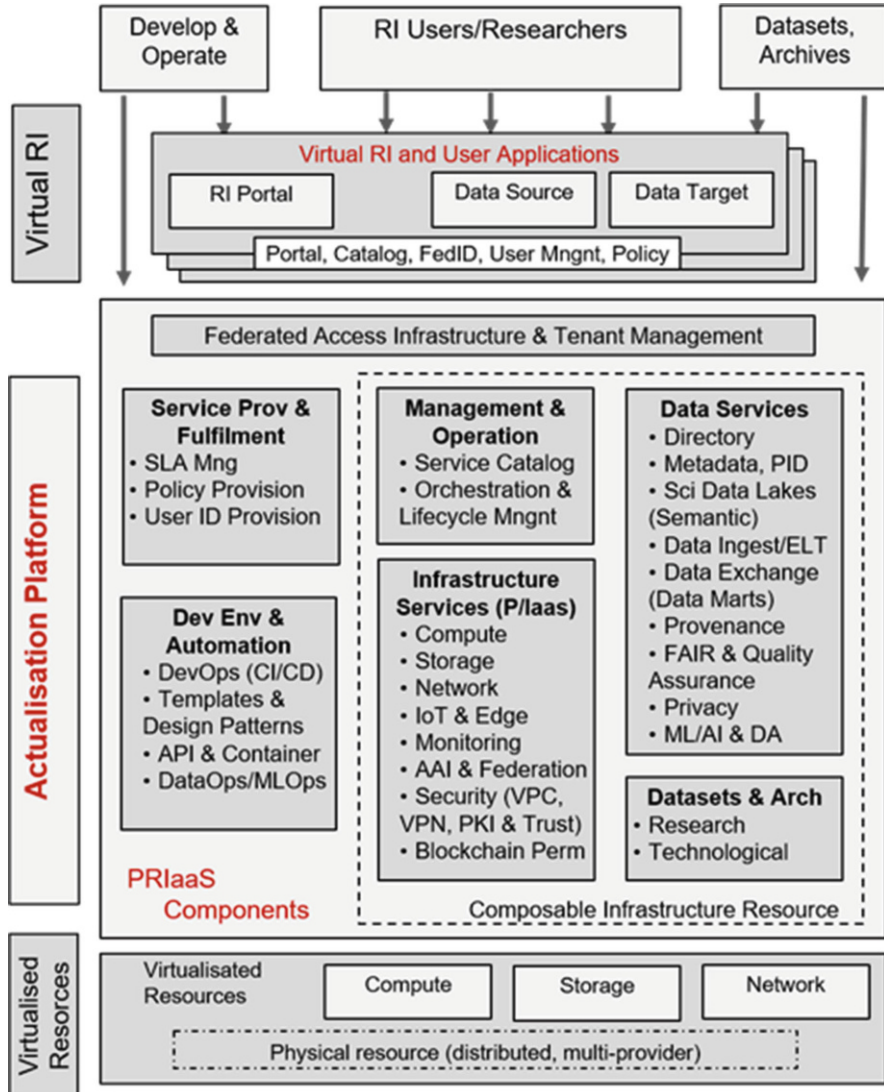 Develop &
Operate
RI Users/Researchers
Datasets,
Archives
Virtual RI
Virtual RI and User Applications
RI Portal
Data Source
Data Target
Portal, Catalog, FedID, User Mngnt, Policy
Actualisation Platform
Federated Access Infrastructure & Tenant Management
Service Prov &
Fulfilment
• SLA Mng
• Policy Provision
• User ID Provision
Dev Env &
Automation
• DevOps (CI/CD)
• Templates &
Design Patterns
• API & Container
• DataOps/MLOps
PRIaaS
Components
Management &
Operation
• Service Catalog
• Orchestration &
Lifecycle Mngnt
Infrastructure
Services (P/Iaas)
• Compute
• Storage
• Network
• IoT & Edge
• Monitoring
• AAI & Federation
• Security (VPC,
VPN, PKI & Trust)
• Blockchain Perm
Data Services
• Directory
• Metadata, PID
• Sci Data Lakes
(Semantic)
• Data Ingest/ELT
• Data Exchange
(Data Marts)
• Provenance
• FAIR & Quality
Assurance
• Privacy
• ML/AI & DA
Datasets & Arch
• Research
• Technological
Composable Infrastructure Resource
Virtualised
Resorces
Virtualisated
Resources
Compute
Storage
Network
Physical resource (distributed, multi-provider)